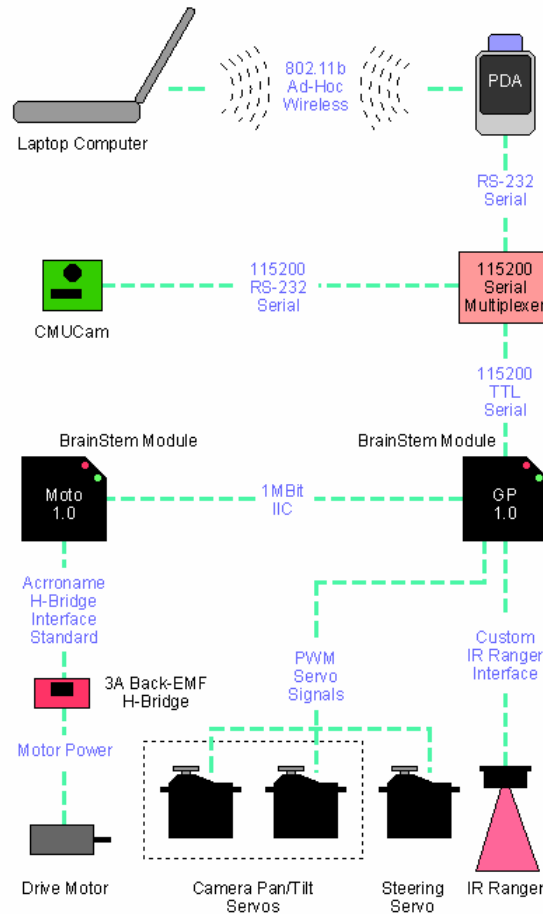 802.11b
Ad-Hoc
Wireless
PDA
Laptop Computer
RS-232
Serial
115200
RS-232
Serial
115200
Serial
Multiplexer
CMUCam
115200
TTL
Serial
BrainStem Module
BrainStem Module
Moto
1.0
1MBit
IIC
GP
1.0
Acrroname
H-Bridge
Interface
Standard
PWM
Servo
Signals
Custom
IR Ranger
Interface
3A Back-EMF
H-Bridge
Motor Power
Drive Motor
Camera Pan/Tilt
Servos
Steering
Servo
IR Ranger